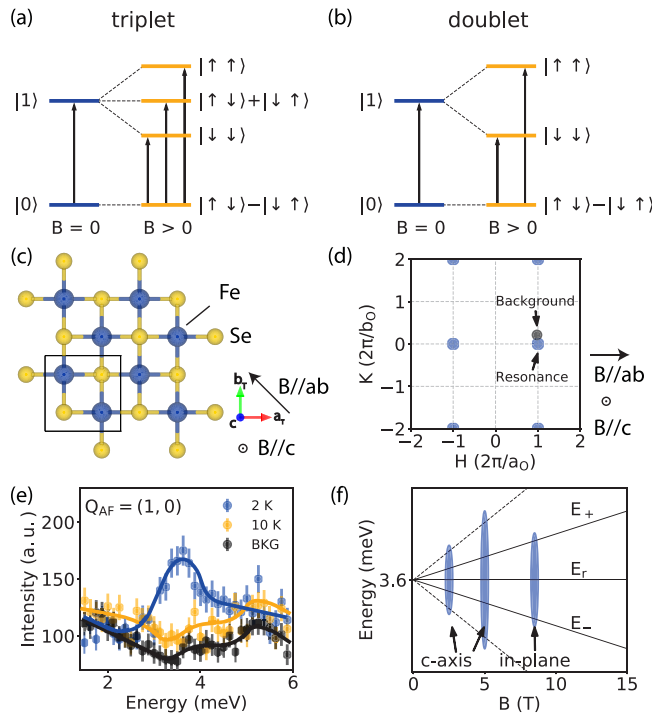 (a) triplet
|↑ ↑⟩
|1⟩ |↑ ↓⟩+|↓ ↑⟩
|↓ ↓⟩
|0⟩ |↑ ↓⟩−|↓ ↑⟩
B = 0 B > 0
(b) doublet
|↑ ↑⟩
|1⟩
|↓ ↓⟩
|0⟩ |↑ ↓⟩−|↓ ↑⟩
B = 0 B > 0
(c)
Fe
Se
b_T B//ab
c a_T
⊙ B//c
(d)
K (2π/b_O)
2
1
0
−1
−2
Background
Resonance
−2 −1 0 1 2
H (2π/a_O)
B//ab
⊙
B//c
(e)
Q_AF = (1, 0)
2 K
10 K
BKG
Intensity (a. u.)
200
150
100
2 4 6
Energy (meV)
(f)
Energy (meV)
3.6
E_+
E_r
E_−
c-axis in-plane
0 5 10 15
B (T)